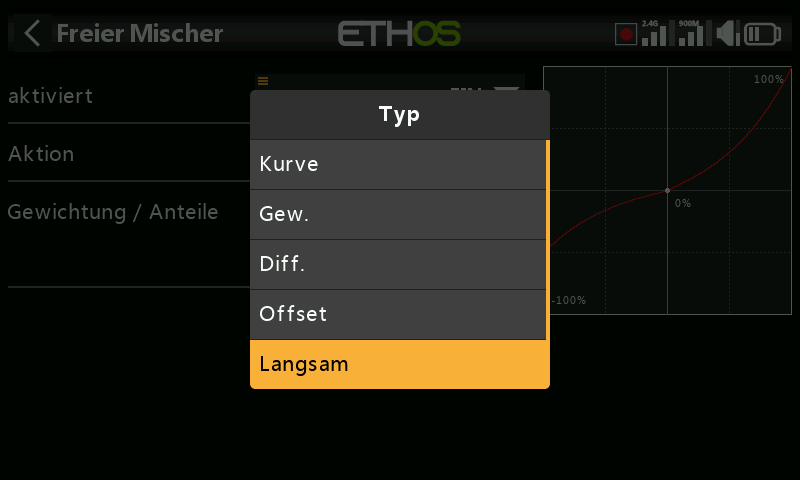 Freier Mischer
ETHOS
2.4G
900M
aktiviert
Aktion
Gewichtung / Anteile
Typ
Kurve
Gew.
Diff.
Offset
Langsam
100%
0%
-100%